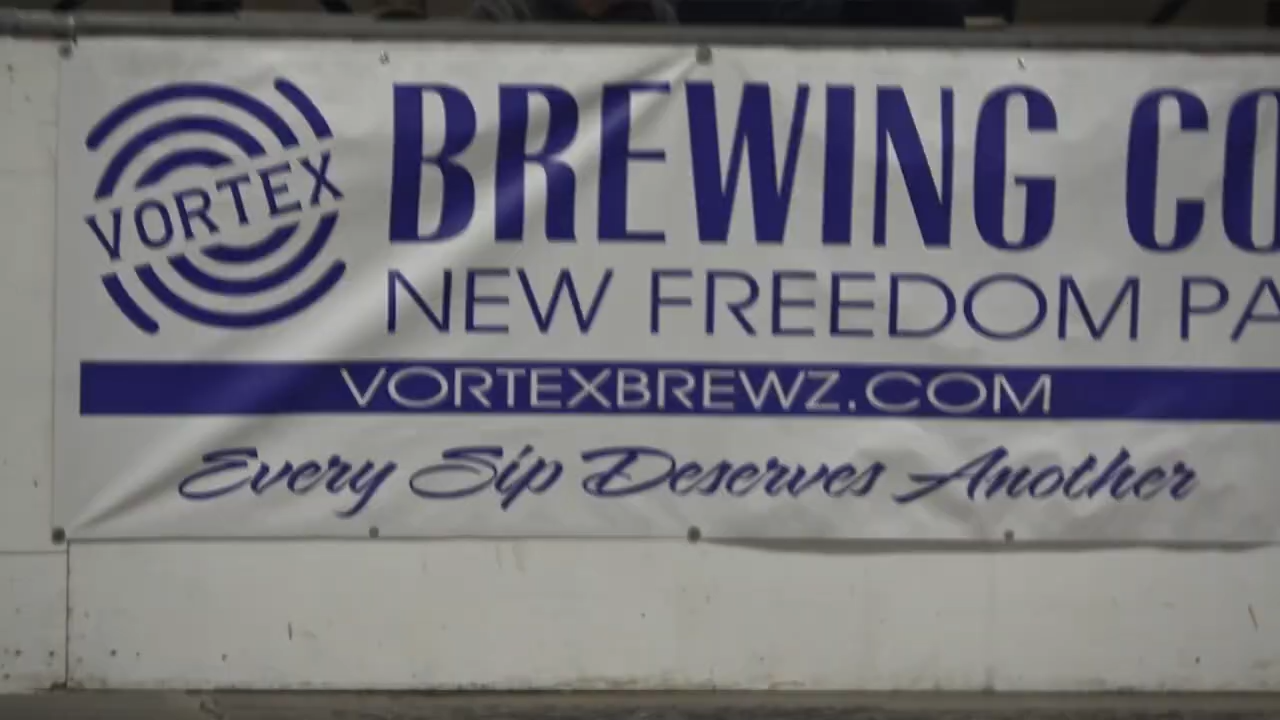 VORTEX
BREWING CO
NEW FREEDOM PA
VORTEXBREWZ.COM
Every Sip Deserves Another